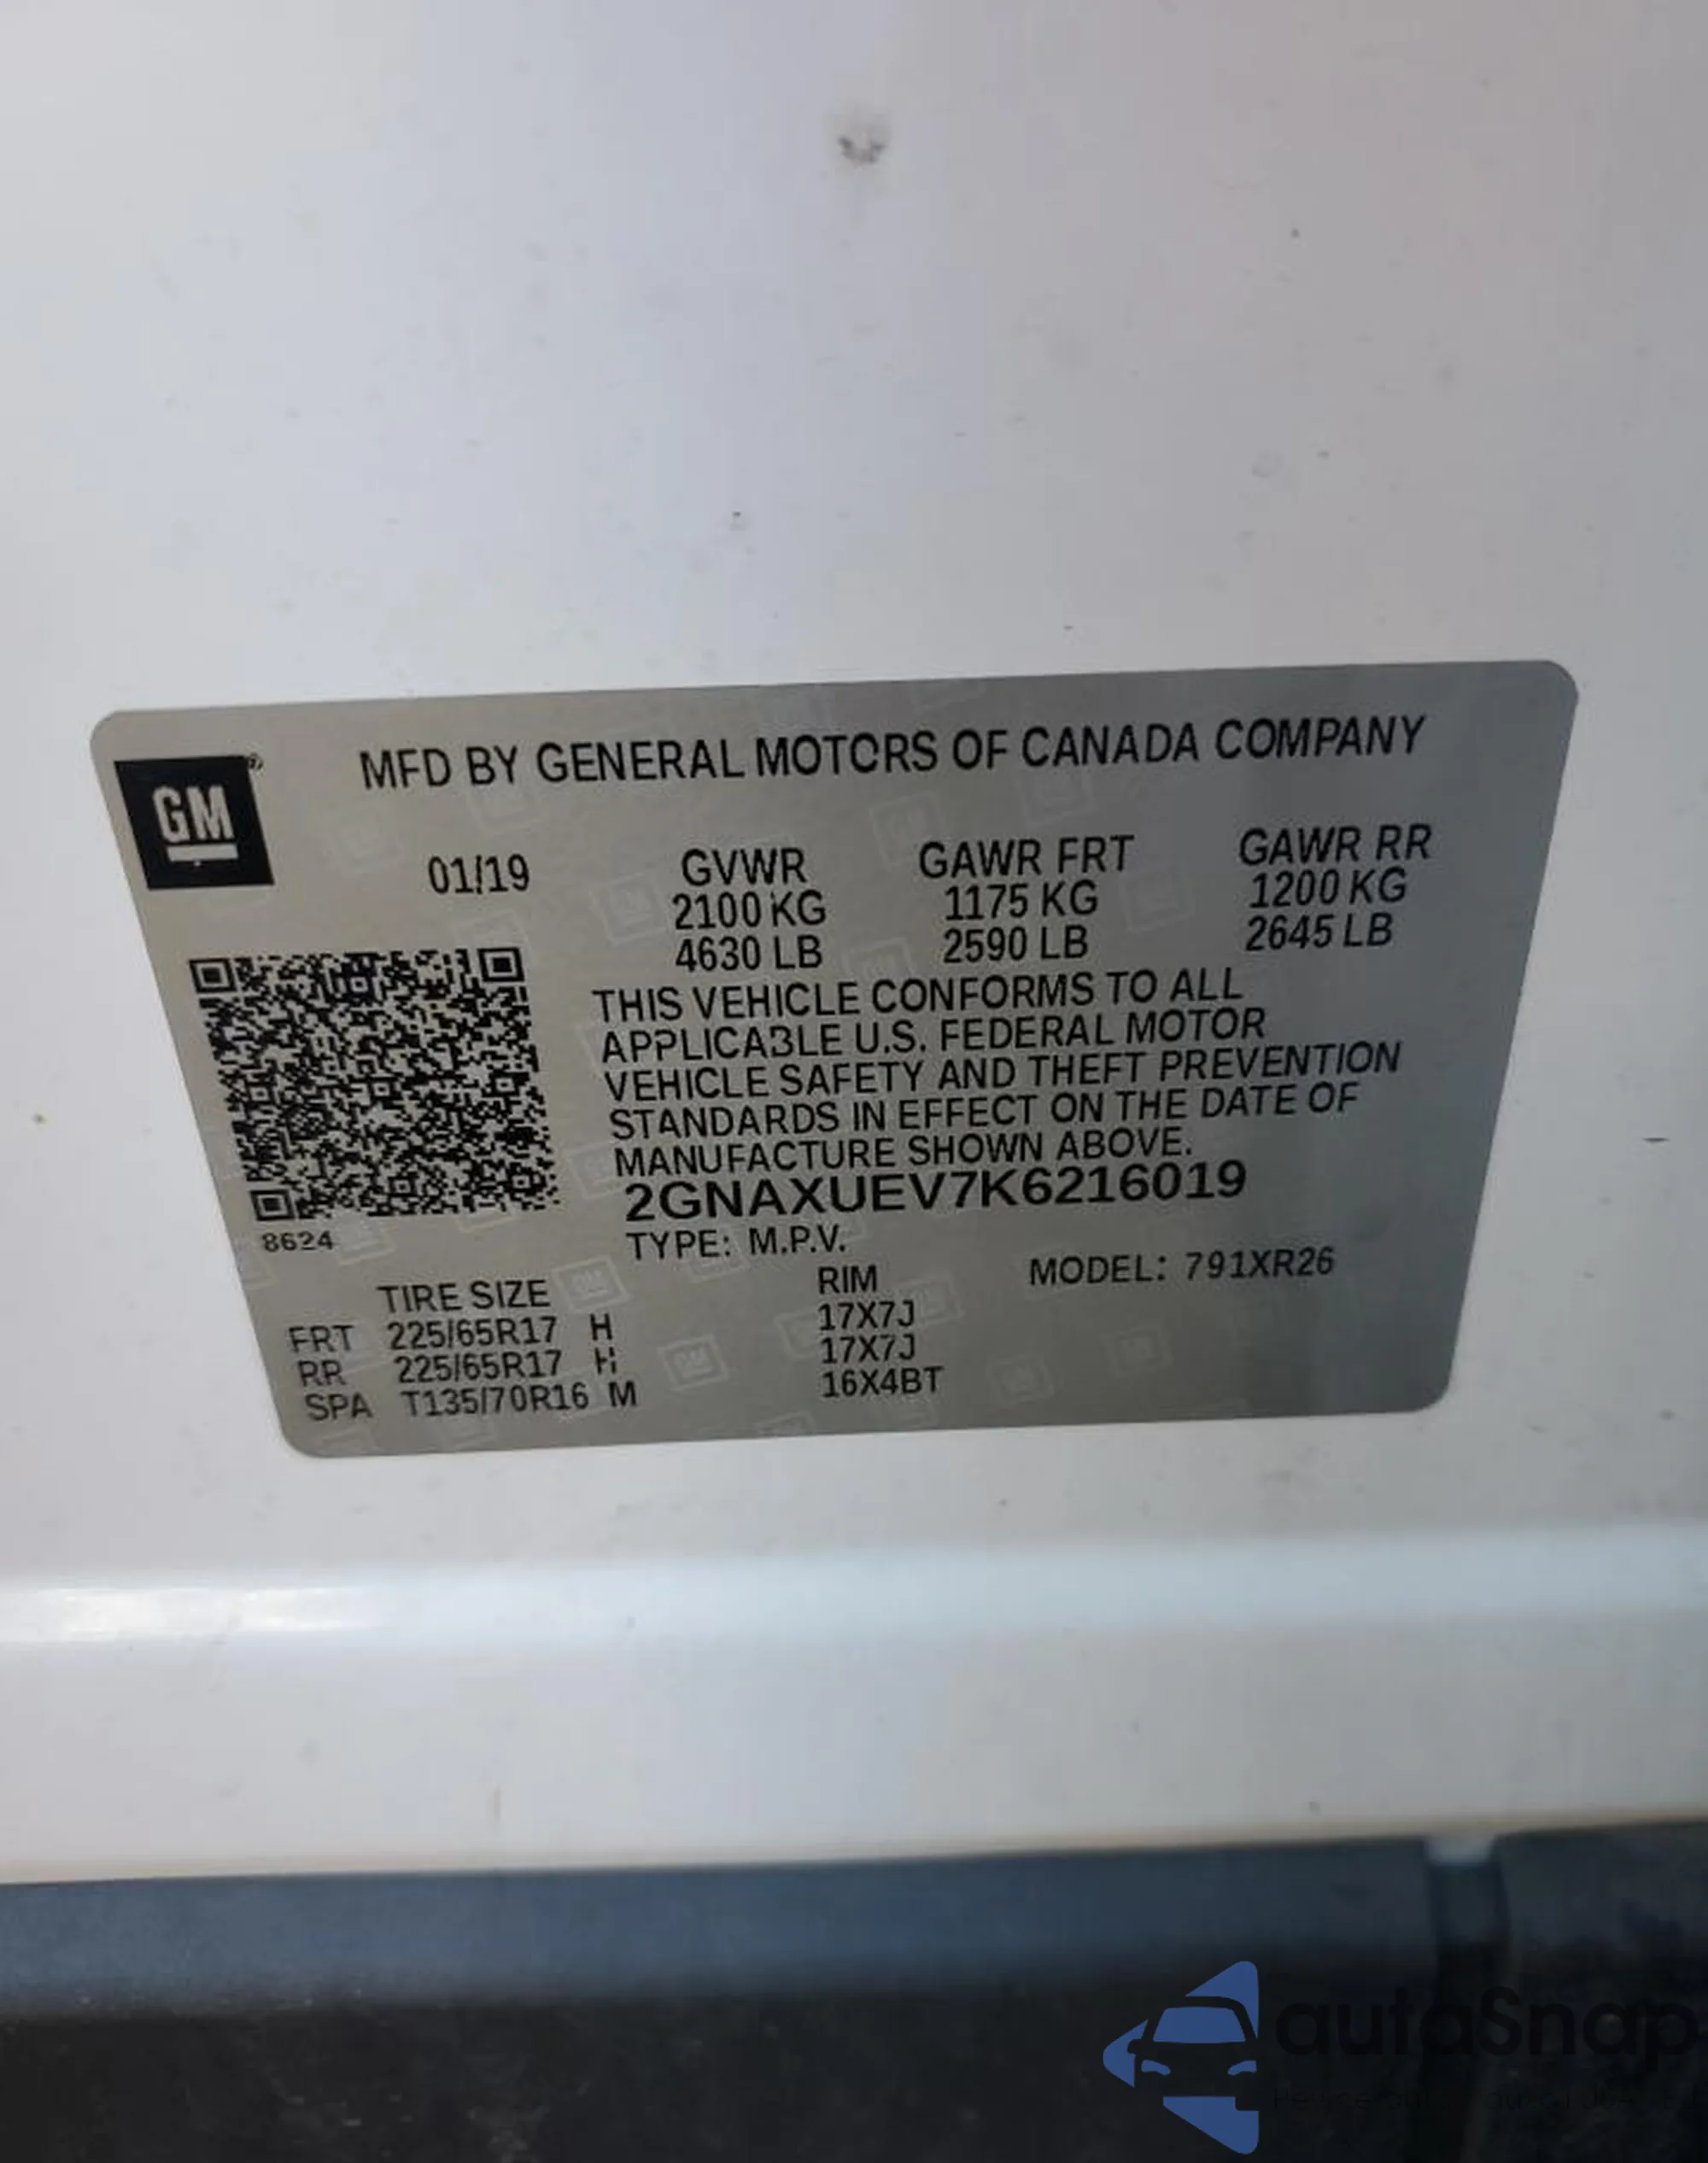 MFD BY GENERAL MOTORS OF CANADA COMPANY
GM
01/19 GVWR GAWR FRT GAWR RR
2100 KG 1175 KG 1200 KG
4630 LB 2590 LB 2645 LB
THIS VEHICLE CONFORMS TO ALL
APPLICABLE U.S. FEDERAL MOTOR
VEHICLE SAFETY AND THEFT PREVENTION
STANDARDS IN EFFECT ON THE DATE OF
MANUFACTURE SHOWN ABOVE.
2GNAXUEV7K6216019
8624
TYPE: M.P.V.
TIRE SIZE RIM MODEL: 791XR26
FRT 225/65R17 H 17X7J
RR 225/65R17 H 17X7J
SPA T135/70R16 M 16X4BT
autaSnap